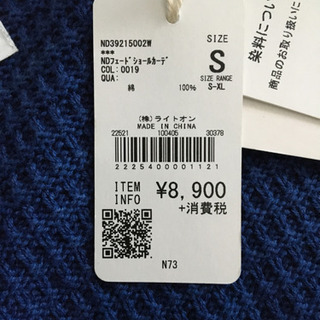 ND39215002W
***
NDﾌｪｰﾄﾞｼｮｰﾙｶｰﾃﾞ
COL: 0019
QUA:
綿 100%
SIZE
S
SIZE RANGE
S-XL
(株)ライトオン
MADE IN CHINA
22521 100405 30378
2225400001121
ITEM
INFO
¥8,900
+消費税
N73
染料につい
商品のお取り扱いに